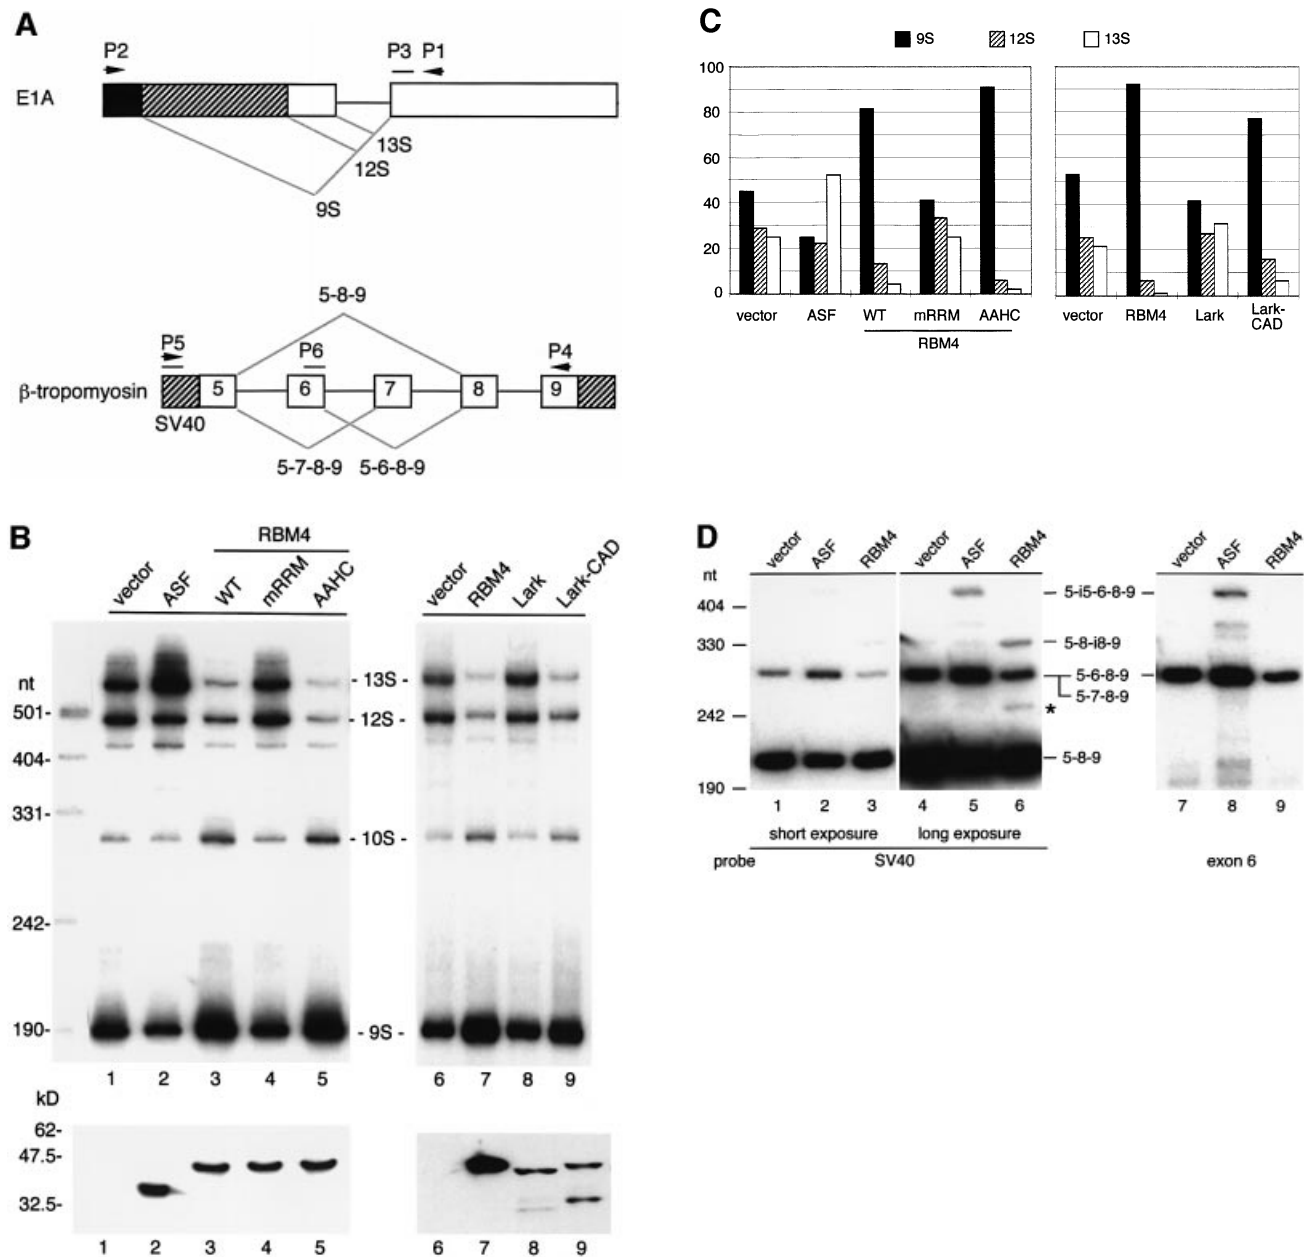 A
P2
P3 P1
E1A
13S
12S
9S
5-8-9
P5
P6
P4
β-tropomyosin
5 6 7 8 9
SV40
5-7-8-9 5-6-8-9
C
9S 12S 13S
100
80
60
40
20
0
vector ASF WT mRRM AAHC
RBM4
vector RBM4 Lark Lark-
CAD
B
RBM4
vector ASF WT mRRM AAHC
vector RBM4 Lark Lark-CAD
nt
501-
404-
331-
242-
190-
- 13S -
- 12S -
- 10S -
- 9S -
1 2 3 4 5
6 7 8 9
kD
62-
47.5-
32.5-
1 2 3 4 5
6 7 8 9
D
vector ASF RBM4 vector ASF RBM4
vector ASF RBM4
nt
404
330
242
190
5-i5-6-8-9
5-8-i8-9
5-6-8-9
5-7-8-9
*
5-8-9
1 2 3 4 5 6
7 8 9
short exposure long exposure
probe SV40 exon 6